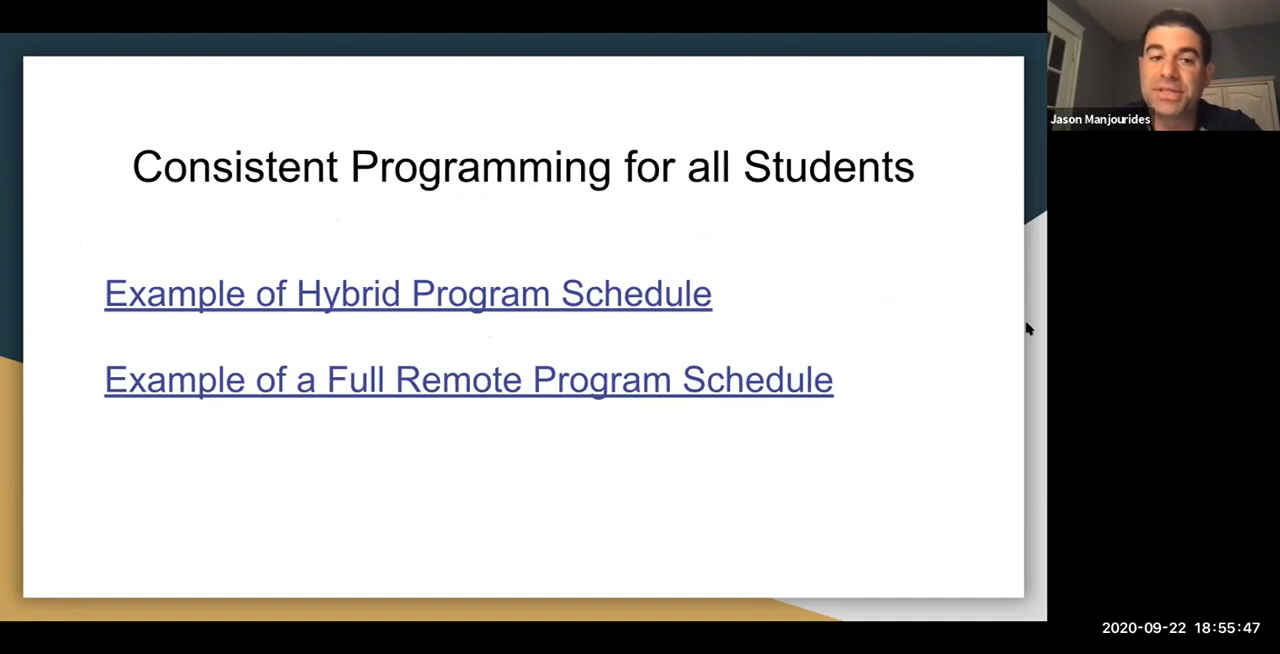 Consistent Programming for all Students
Example of Hybrid Program Schedule
Example of a Full Remote Program Schedule
Jason Manjourides
2020-09-22 18:55:47